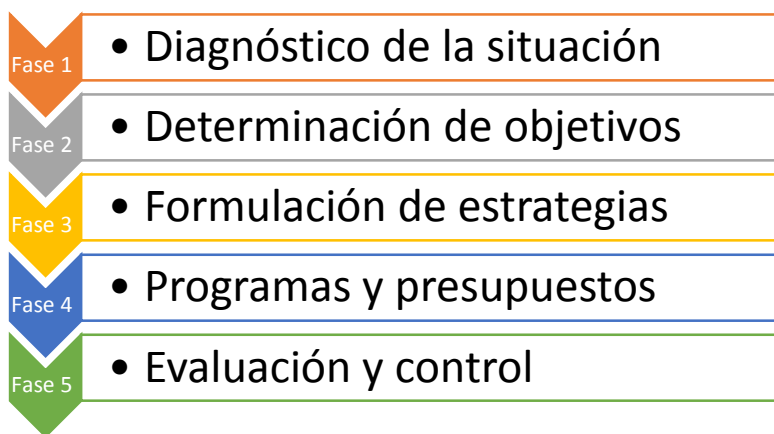 Fase 1
• Diagnóstico de la situación
Fase 2
• Determinación de objetivos
Fase 3
• Formulación de estrategias
Fase 4
• Programas y presupuestos
Fase 5
• Evaluación y control